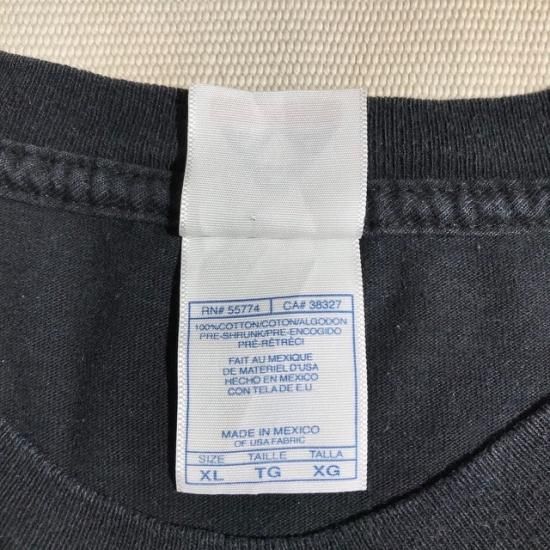 RN# 55774 CA# 38327
100%COTTON/COTON/ALGODON
PRE-SHRUNK/PRE-ENCOGIDO
PRÉ-RÉTRÉCI
FAIT AU MEXIQUE
DE MATERIEL D'USA
HECHO EN MEXICO
CON TELA DE E.U
MADE IN MEXICO
OF USA FABRIC
SIZE TAILLE TALLA
XL TG XG